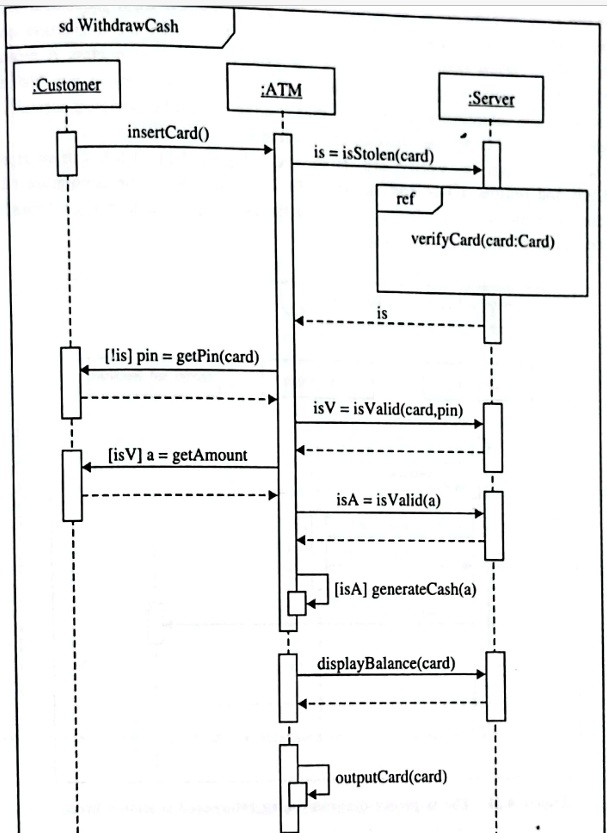 sd WithdrawCash
:Customer
:ATM
:Server
insertCard()
is = isStolen(card)
ref
verifyCard(card:Card)
is
[!is] pin = getPin(card)
isV = isValid(card,pin)
[isV] a = getAmount
isA = isValid(a)
[isA] generateCash(a)
displayBalance(card)
outputCard(card)